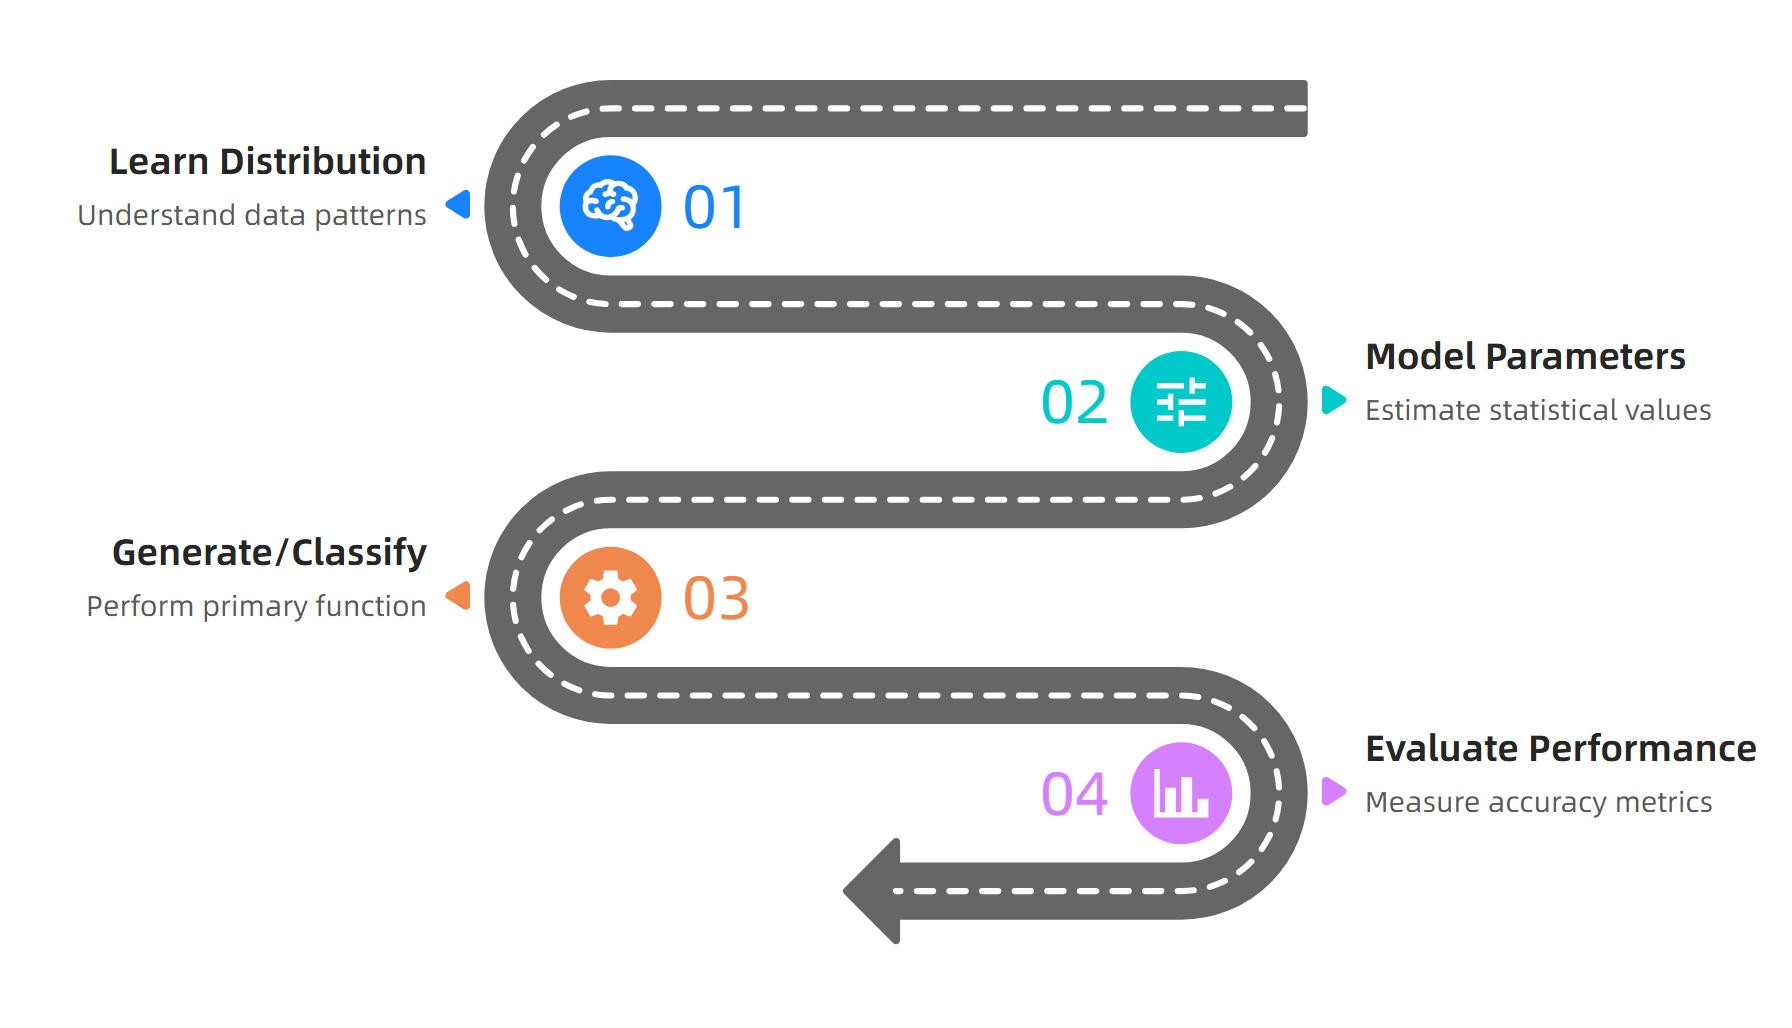 Learn Distribution
Understand data patterns
01
Model Parameters
Estimate statistical values
02
Generate/Classify
Perform primary function
03
Evaluate Performance
Measure accuracy metrics
04